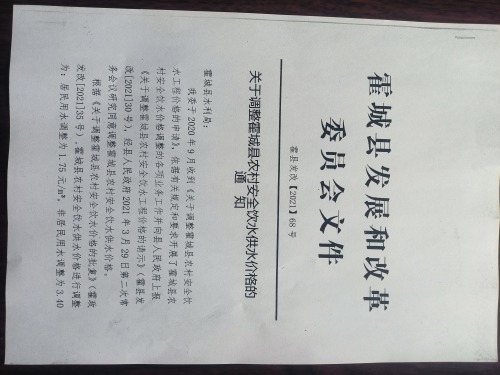 霍城县发展和改革
委员会文件
霍县发改【2021】68号
关于调整霍城县农村安全饮水供水价格的
通知
霍城县水利局：
我委于2020年9月收到《关于调整霍城县农村安全饮
水工程价格的申请》，依据有关规定和要求开展了霍城县农
村安全饮水价格调整的各项业务工作并向县人民政府上报
《关于调整霍城县农村安全饮水工程价格的请示》（霍县发
改[2021]30号），经县人民政府2021年3月29日第二次常
务会议研究同意调整霍城县农村安全饮水供水价格。
根据《关于调整霍城县农村安全饮水价格的批复》（霍政
发改[2021]35号），霍城县农村安全饮水供水价格进行调整
为：居民用水调整为1.75元/m³，非居民用水调整为3.40